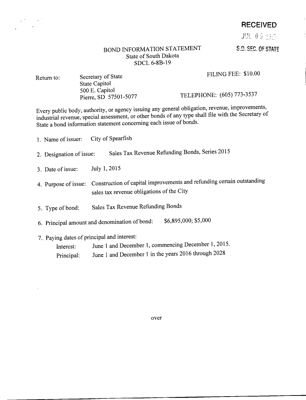 RECEIVED
S.D. SEC. OF STATE
BOND INFORMATION STATEMENT
State of South Dakota
SDCL 6-8B-19
Return to: Secretary of State FILING FEE: $10.00
State Capitol
500 E. Capitol
Pierre, SD 57501-5077 TELEPHONE: (605) 773-3537
Every public body, authority, or agency issuing any general obligation, revenue, improvements,
industrial revenue, special assessment, or other bonds of any type shall file with the Secretary of
State a bond information statement concerning each issue of bonds.
1. Name of issuer: City of Spearfish
2. Designation of issue: Sales Tax Revenue Refunding Bonds, Series 2015
3. Date of issue: July 1, 2015
4. Purpose of issue: Construction of capital improvements and refunding certain outstanding
sales tax revenue obligations of the City
5. Type of bond: Sales Tax Revenue Refunding Bonds
6. Principal amount and denomination of bond: $6,895,000; $5,000
7. Paying dates of principal and interest:
Interest: June 1 and December 1, commencing December 1, 2015.
Principal: June 1 and December 1 in the years 2016 through 2028
over